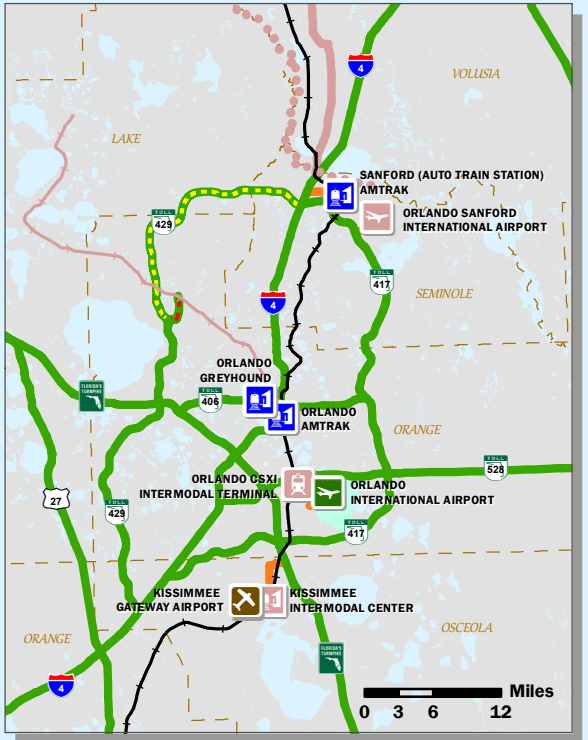 4
VOLUSIA
LAKE
SANFORD (AUTO TRAIN STATION)
AMTRAK
ORLANDO SANFORD
INTERNATIONAL AIRPORT
TOLL
429
TOLL
417
SEMINOLE
4
ORLANDO
GREYHOUND
FLORIDA'S
TURNPIKE
TOLL
406
ORLANDO
AMTRAK
ORANGE
ORLANDO CSXI
INTERMODAL TERMINAL
TOLL
528
ORLANDO
INTERNATIONAL AIRPORT
27
TOLL
429
TOLL
417
KISSIMMEE
GATEWAY AIRPORT
KISSIMMEE
INTERMODAL CENTER
ORANGE
OSCEOLA
FLORIDA'S
TURNPIKE
4
Miles
0 3 6 12